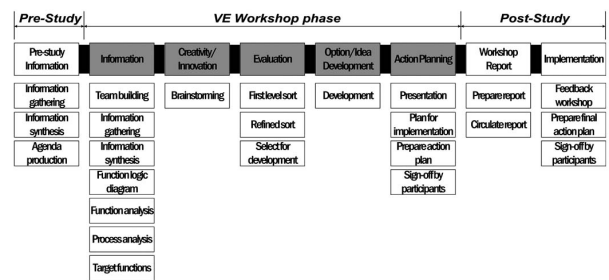 Pre-Study
VE Workshop phase
Post-Study
Pre-study
Information
Information
Creativity/
Innovation
Evaluation
Option/Idea
Development
Action Planning
Workshop
Report
Implementation
Information
gathering
Information
synthesis
Agenda
production
Team building
Information
gathering
Information
synthesis
Function logic
diagram
Function analysis
Process analysis
Target functions
Brainstorming
First level sort
Refined sort
Select for
development
Development
Presentation
Plan for
implementation
Prepare action
plan
Sign-off by
participants
Prepare report
Circulate report
Feedback
workshop
Prepare final
action plan
Sign-off by
participants